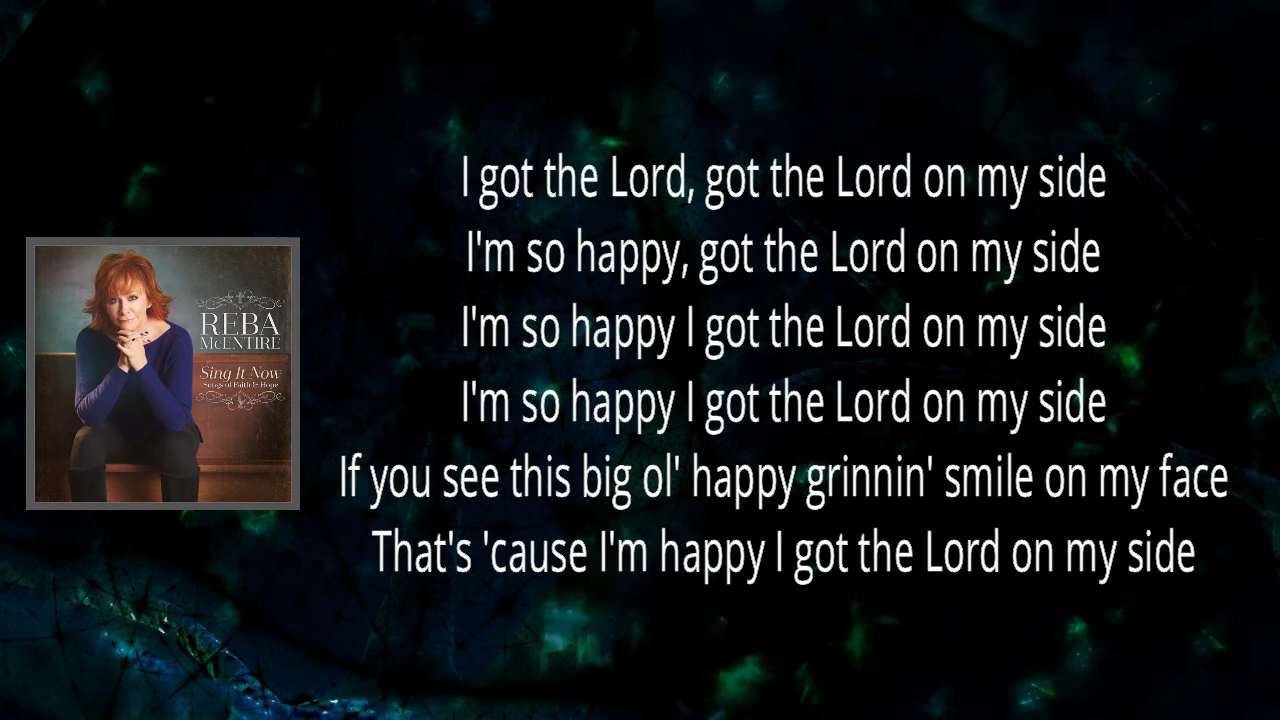 REBA
McENTIRE
Sing It Now
Songs of Faith & Hope
I got the Lord, got the Lord on my side
I'm so happy, got the Lord on my side
I'm so happy I got the Lord on my side
I'm so happy I got the Lord on my side
If you see this big ol' happy grinnin' smile on my face
That's 'cause I'm happy I got the Lord on my side